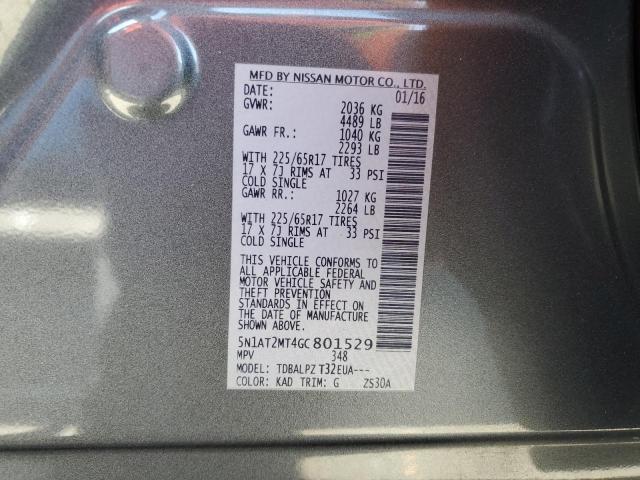 MFD BY NISSAN MOTOR CO., LTD.
DATE: 01/16
GVWR: 2036 KG
4489 LB
GAWR FR.: 1040 KG
2293 LB
WITH 225/65R17 TIRES
17 X 7J RIMS AT 33 PSI
COLD SINGLE
GAWR RR.: 1027 KG
2264 LB
WITH 225/65R17 TIRES
17 X 7J RIMS AT 33 PSI
COLD SINGLE
THIS VEHICLE CONFORMS TO
ALL APPLICABLE FEDERAL
MOTOR VEHICLE SAFETY AND
THEFT PREVENTION
STANDARDS IN EFFECT ON
THE DATE OF MANUFACTURE
SHOWN ABOVE.
5N1AT2MT4GC801529
MPV 348
MODEL: TDBALPZ T32EUA---
COLOR: KAD TRIM: G ZS30A